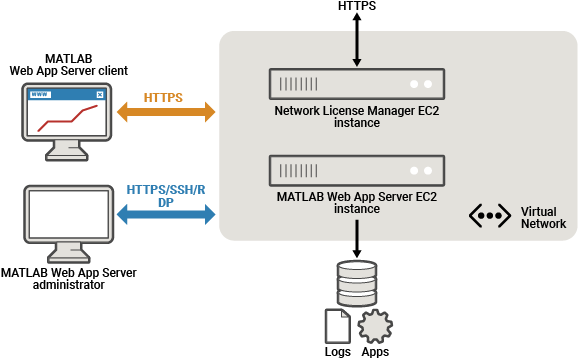 HTTPS
MATLAB
Web App Server client
WWW
HTTPS
Network License Manager EC2
instance
HTTPS/SSH/R
DP
MATLAB Web App Server EC2
instance
Virtual
Network
MATLAB Web App Server
administrator
Logs
Apps